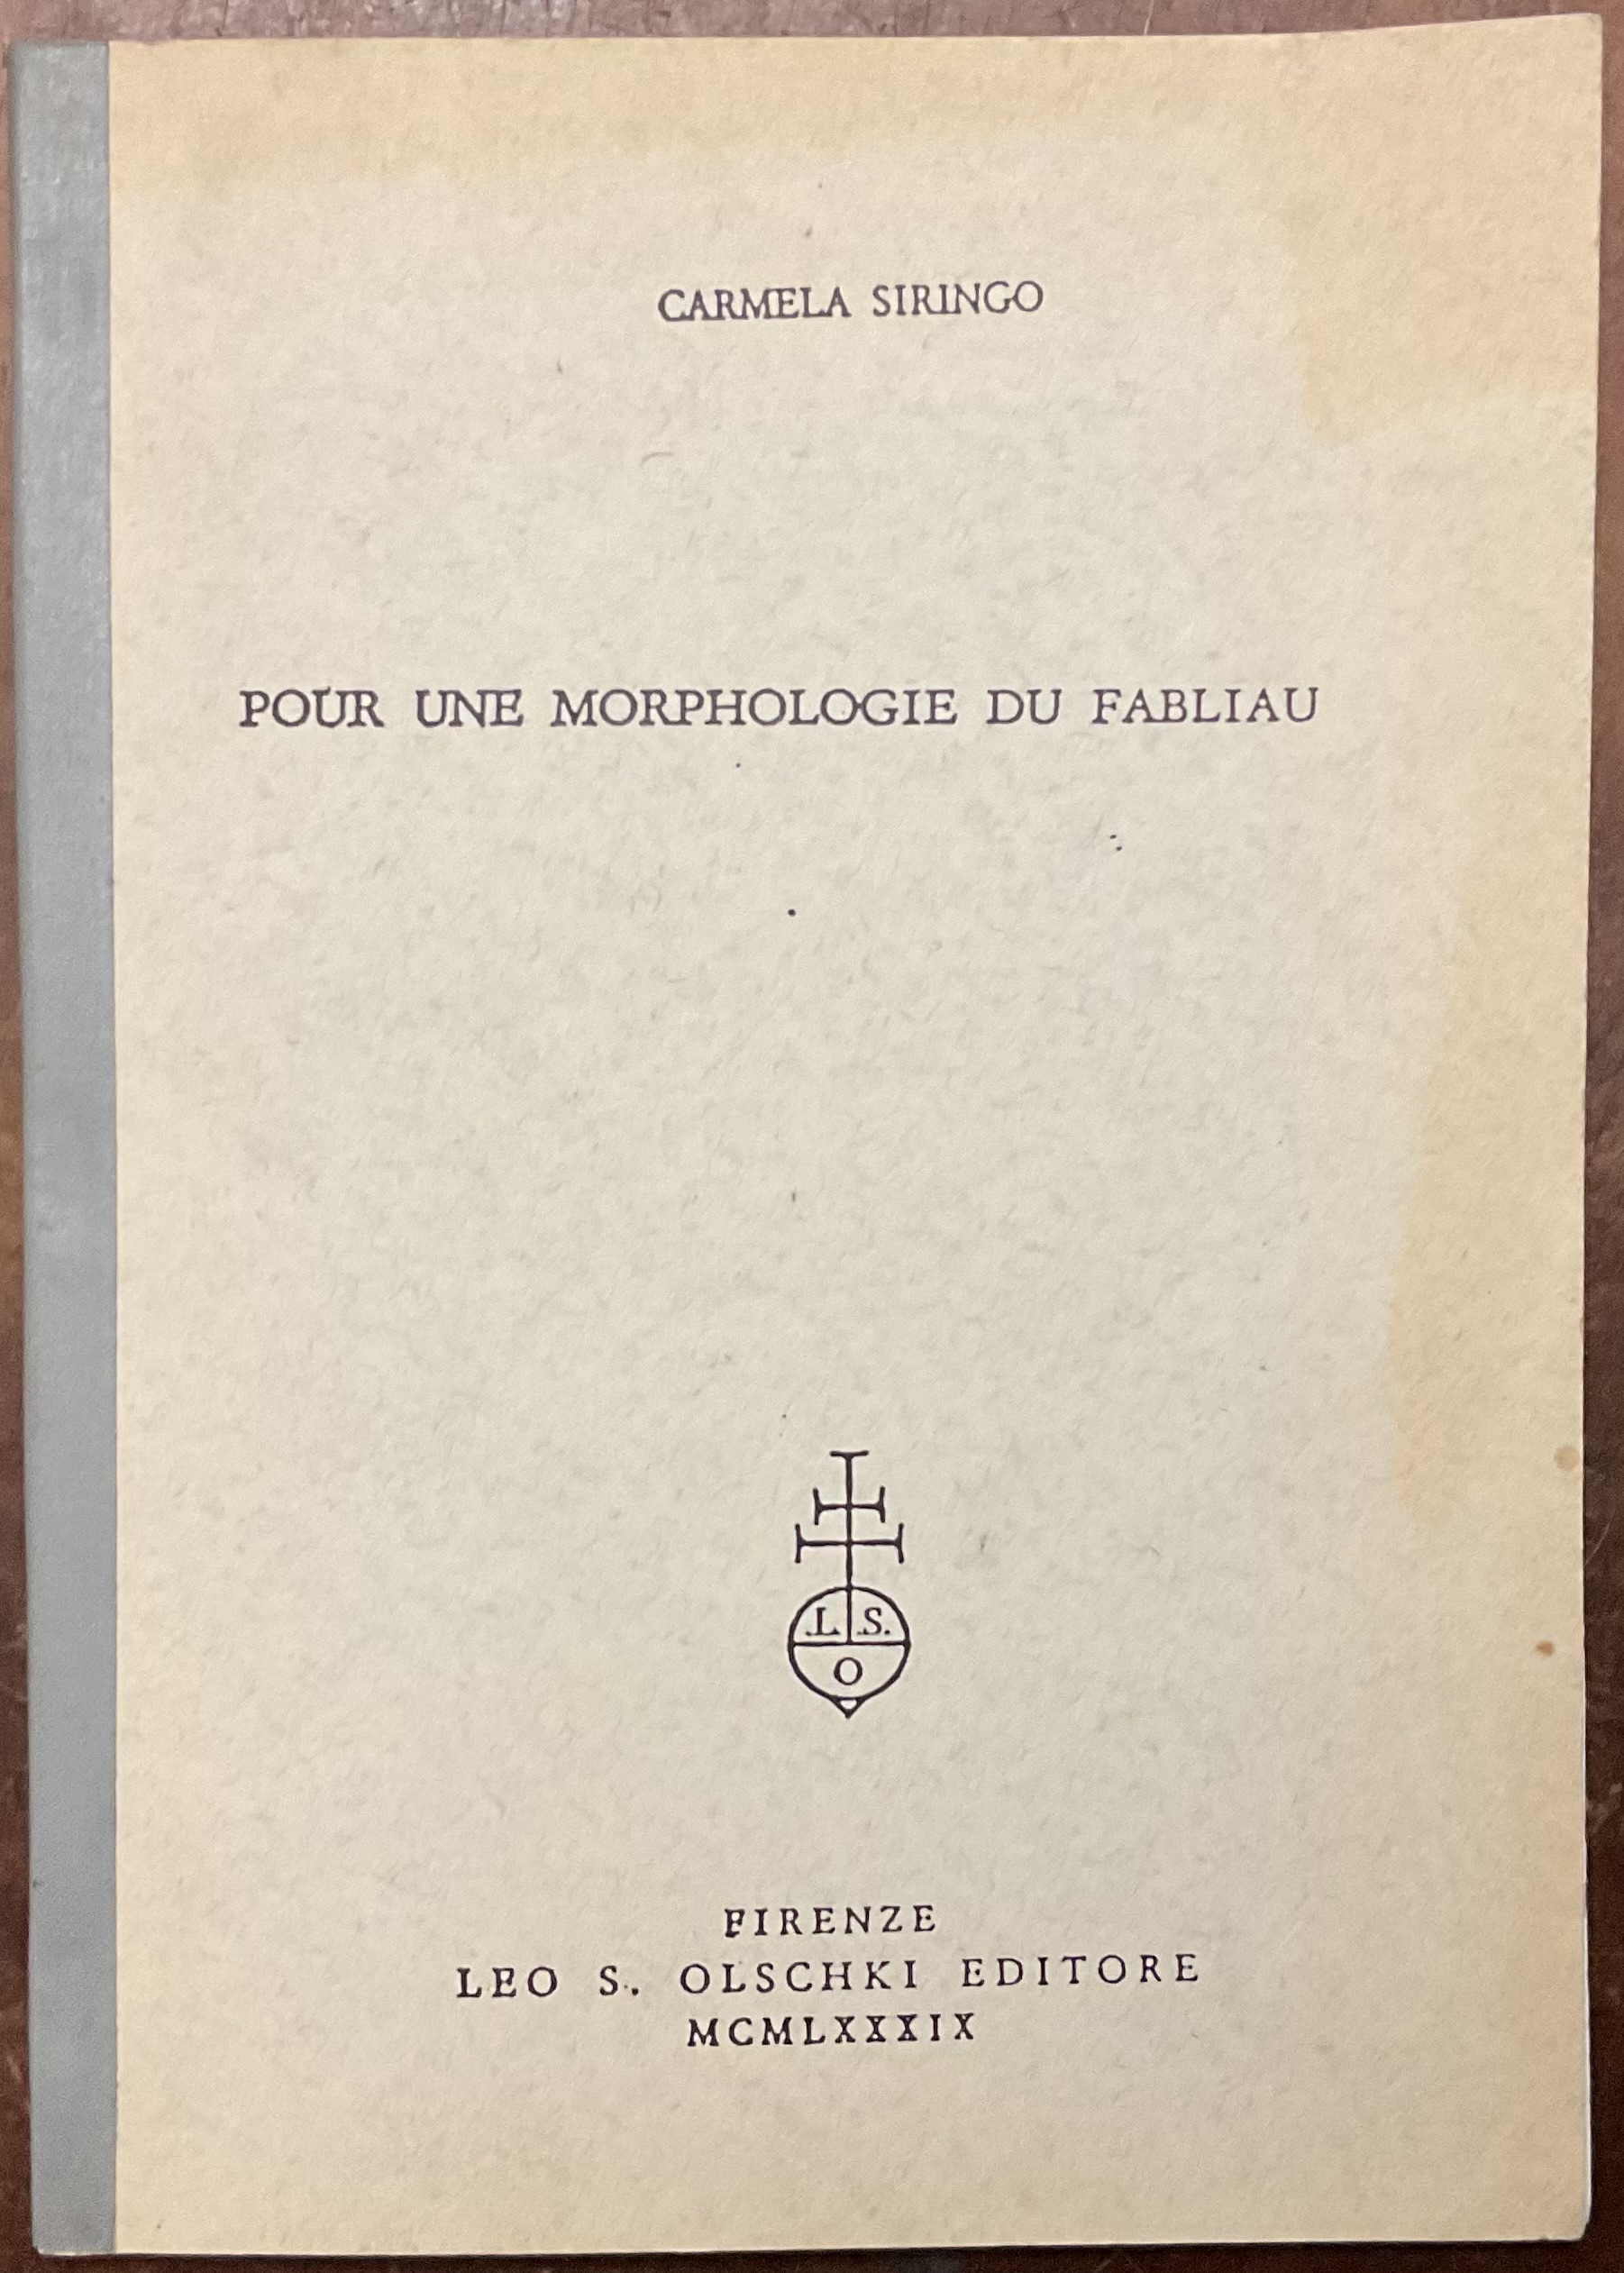 CARMELA SIRINGO
POUR UNE MORPHOLOGIE DU FABLIAU
.L. .S.
O
FIRENZE
LEO S. OLSCHKI EDITORE
MCMLXXXIX